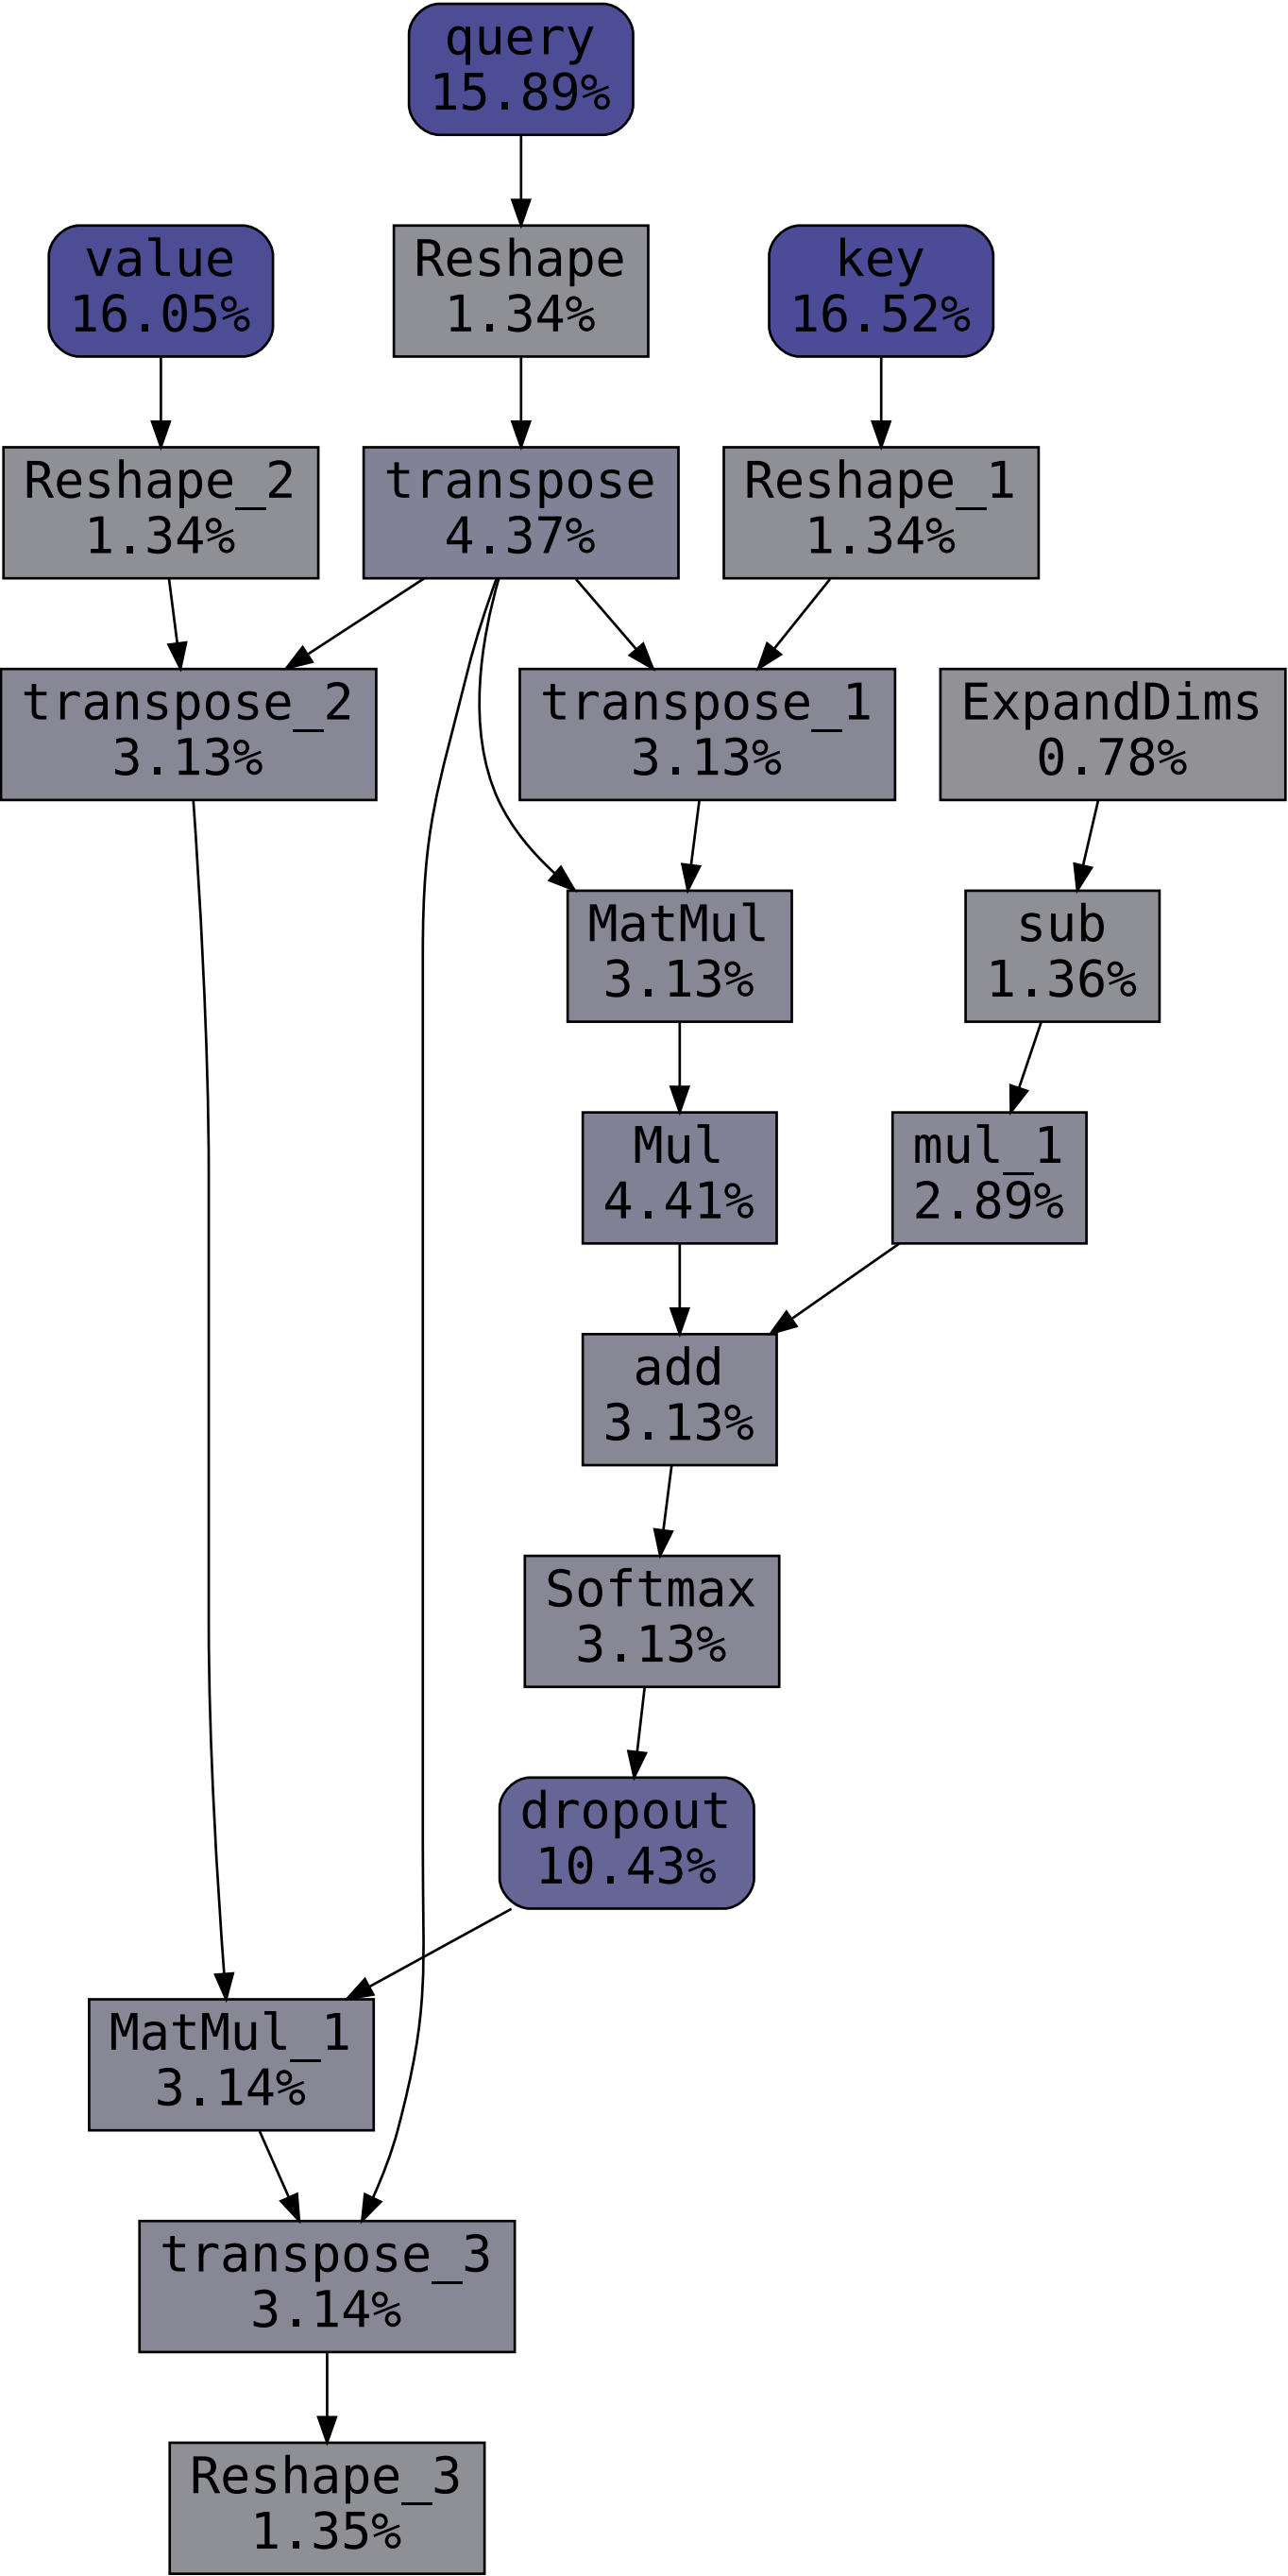 query
15.89%
value
16.05%
Reshape
1.34%
key
16.52%
Reshape_2
1.34%
transpose
4.37%
Reshape_1
1.34%
transpose_2
3.13%
transpose_1
3.13%
ExpandDims
0.78%
MatMul
3.13%
sub
1.36%
Mul
4.41%
mul_1
2.89%
add
3.13%
Softmax
3.13%
dropout
10.43%
MatMul_1
3.14%
transpose_3
3.14%
Reshape_3
1.35%